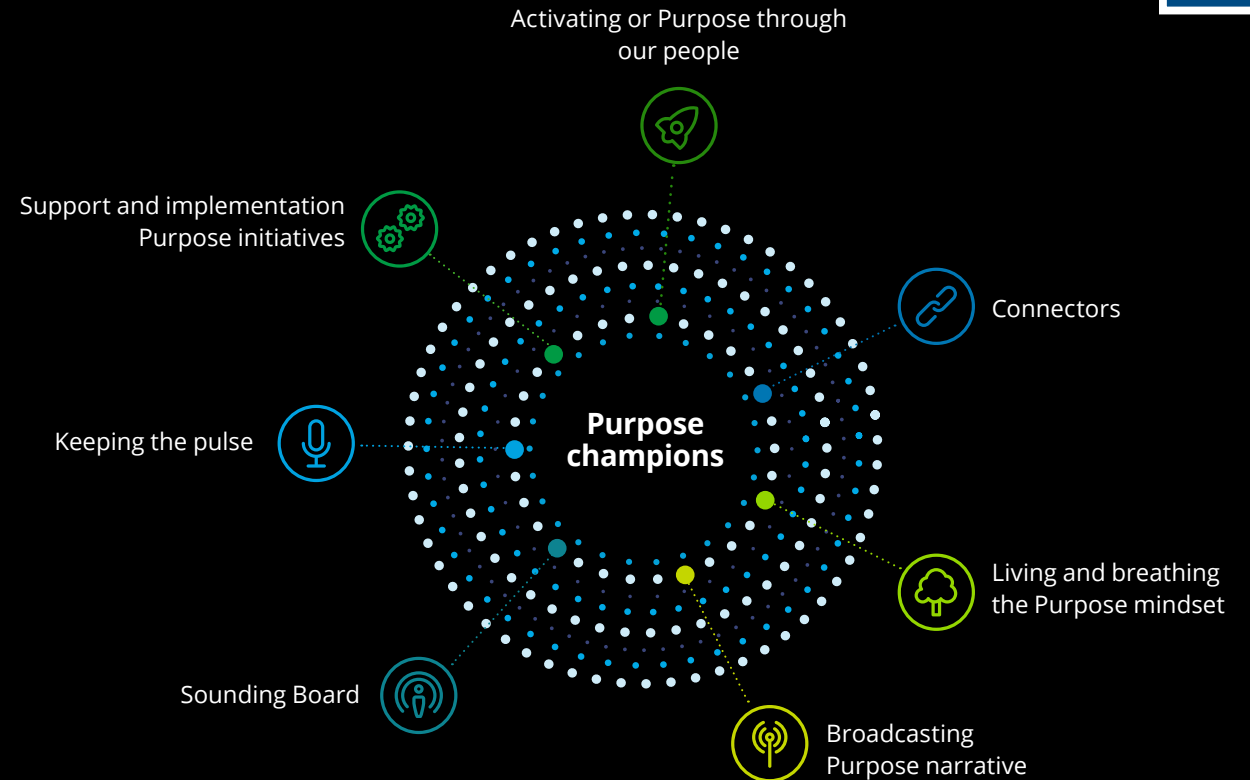 Activating or Purpose through
our people
Support and implementation
Purpose initiatives
Connectors
Purpose
champions
Keeping the pulse
Living and breathing
the Purpose mindset
Sounding Board
Broadcasting
Purpose narrative